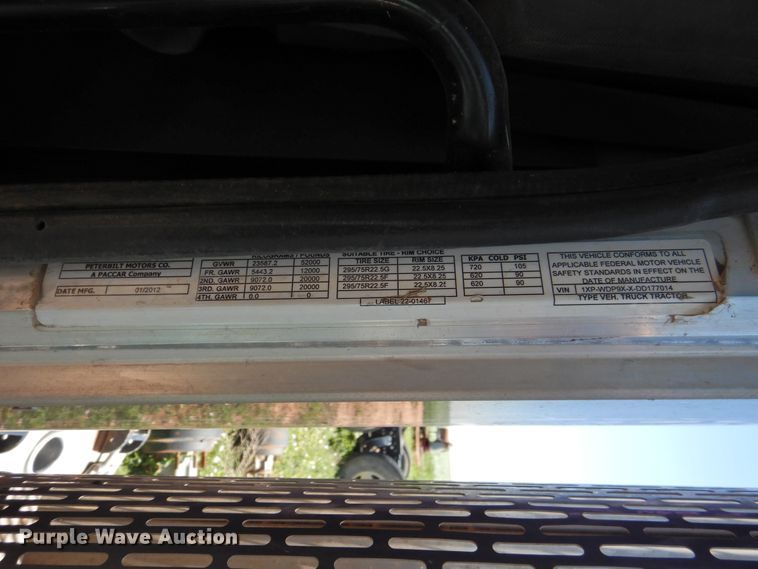 PETERBILT MOTORS CO.
A PACCAR Company
DATE MFG. 01/2012
KILOGRAMS POUNDS
GVWR 23587.2 52000
FR. GAWR 5443.2 12000
2ND. GAWR 9072.0 20000
3RD. GAWR 9072.0 20000
4TH. GAWR 0.0 0
SUITABLE TIRE - RIM CHOICE
TIRE SIZE RIM SIZE
295/75R22.5G 22.5X8.25
295/75R22.5F 22.5X8.25
295/75R22.5F 22.5X8.25
LABEL 22-01467
KPA COLD PSI
720 105
620 90
620 90
THIS VEHICLE CONFORMS TO ALL
APPLICABLE FEDERAL MOTOR VEHICLE
SAFETY STANDARDS IN EFFECT ON THE
DATE OF MANUFACTURE
VIN 1XP-WDP9X-X-DD177014
TYPE VEH. TRUCK TRACTOR
Purple Wave Auction